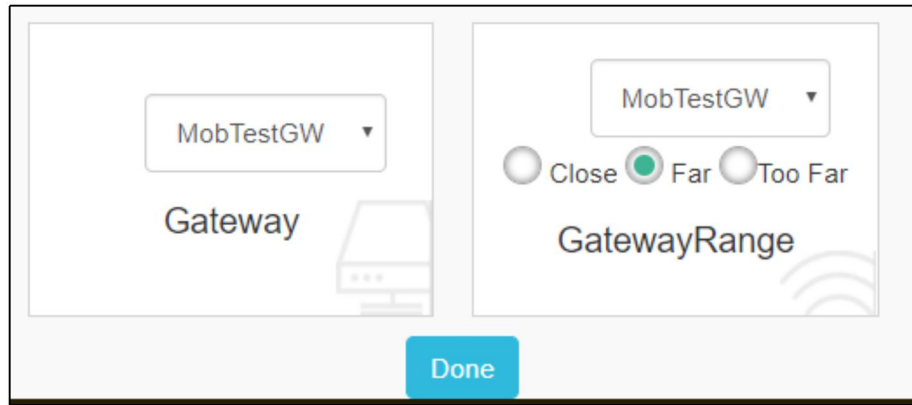 MobTestGW
Gateway
MobTestGW
Close Far Too Far
GatewayRange
Done